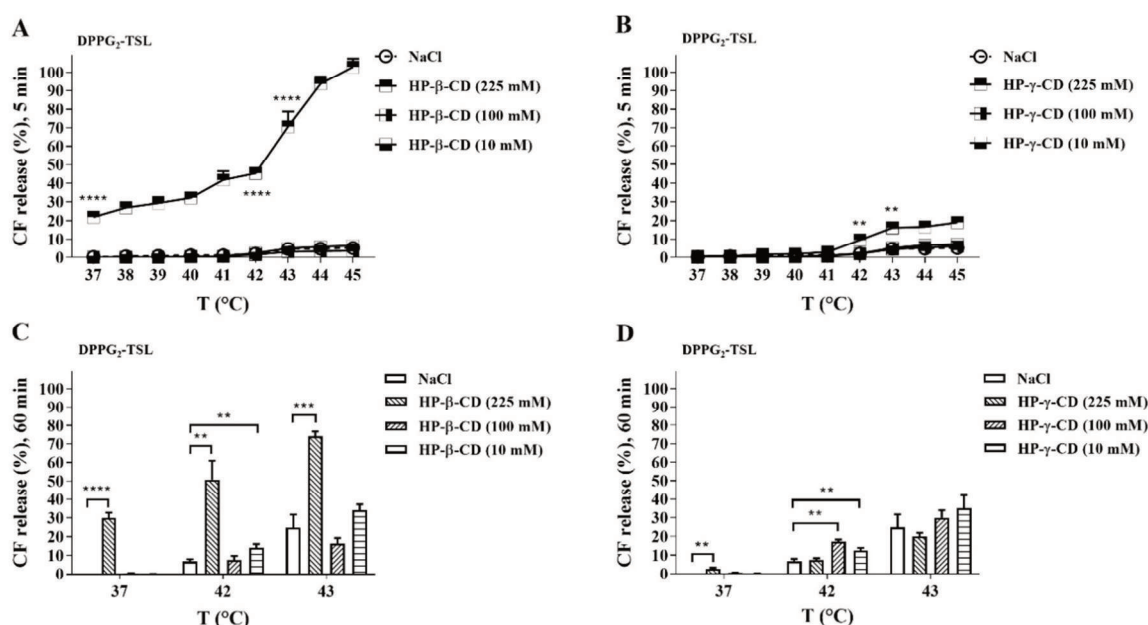 A
DPPG₂-TSL
CF release (%), 5 min
100
90
80
70
60
50
40
30
20
10
0
****
****
****
37 38 39 40 41 42 43 44 45
T (°C)
NaCl
HP-β-CD (225 mM)
HP-β-CD (100 mM)
HP-β-CD (10 mM)
B
DPPG₂-TSL
CF release (%), 5 min
100
90
80
70
60
50
40
30
20
10
0
**
**
37 38 39 40 41 42 43 44 45
T (°C)
NaCl
HP-γ-CD (225 mM)
HP-γ-CD (100 mM)
HP-γ-CD (10 mM)
C
DPPG₂-TSL
CF release (%), 60 min
100
90
80
70
60
50
40
30
20
10
0
****
**
**
***
37 42 43
T (°C)
NaCl
HP-β-CD (225 mM)
HP-β-CD (100 mM)
HP-β-CD (10 mM)
D
DPPG₂-TSL
CF release (%), 60 min
100
90
80
70
60
50
40
30
20
10
0
**
**
**
37 42 43
T (°C)
NaCl
HP-γ-CD (225 mM)
HP-γ-CD (100 mM)
HP-γ-CD (10 mM)